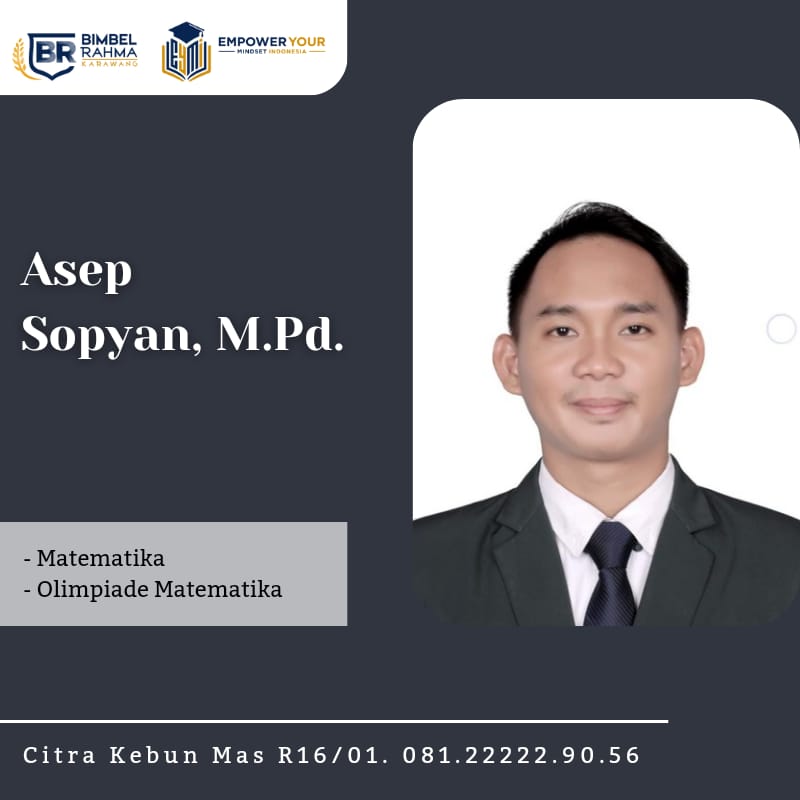 BR BIMBEL
RAHMA
KARAWANG
EMPOWER YOUR
MINDSET INDONESIA
Asep
Sopyan, M.Pd.
- Matematika
- Olimpiade Matematika
Citra Kebun Mas R16/01. 081.22222.90.56